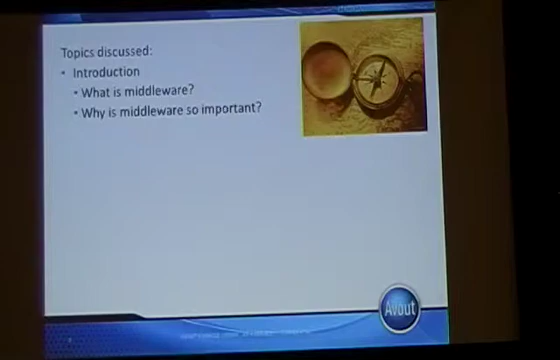 Topics discussed:
• Introduction
• What is middleware?
• Why is middleware so important?
Avout